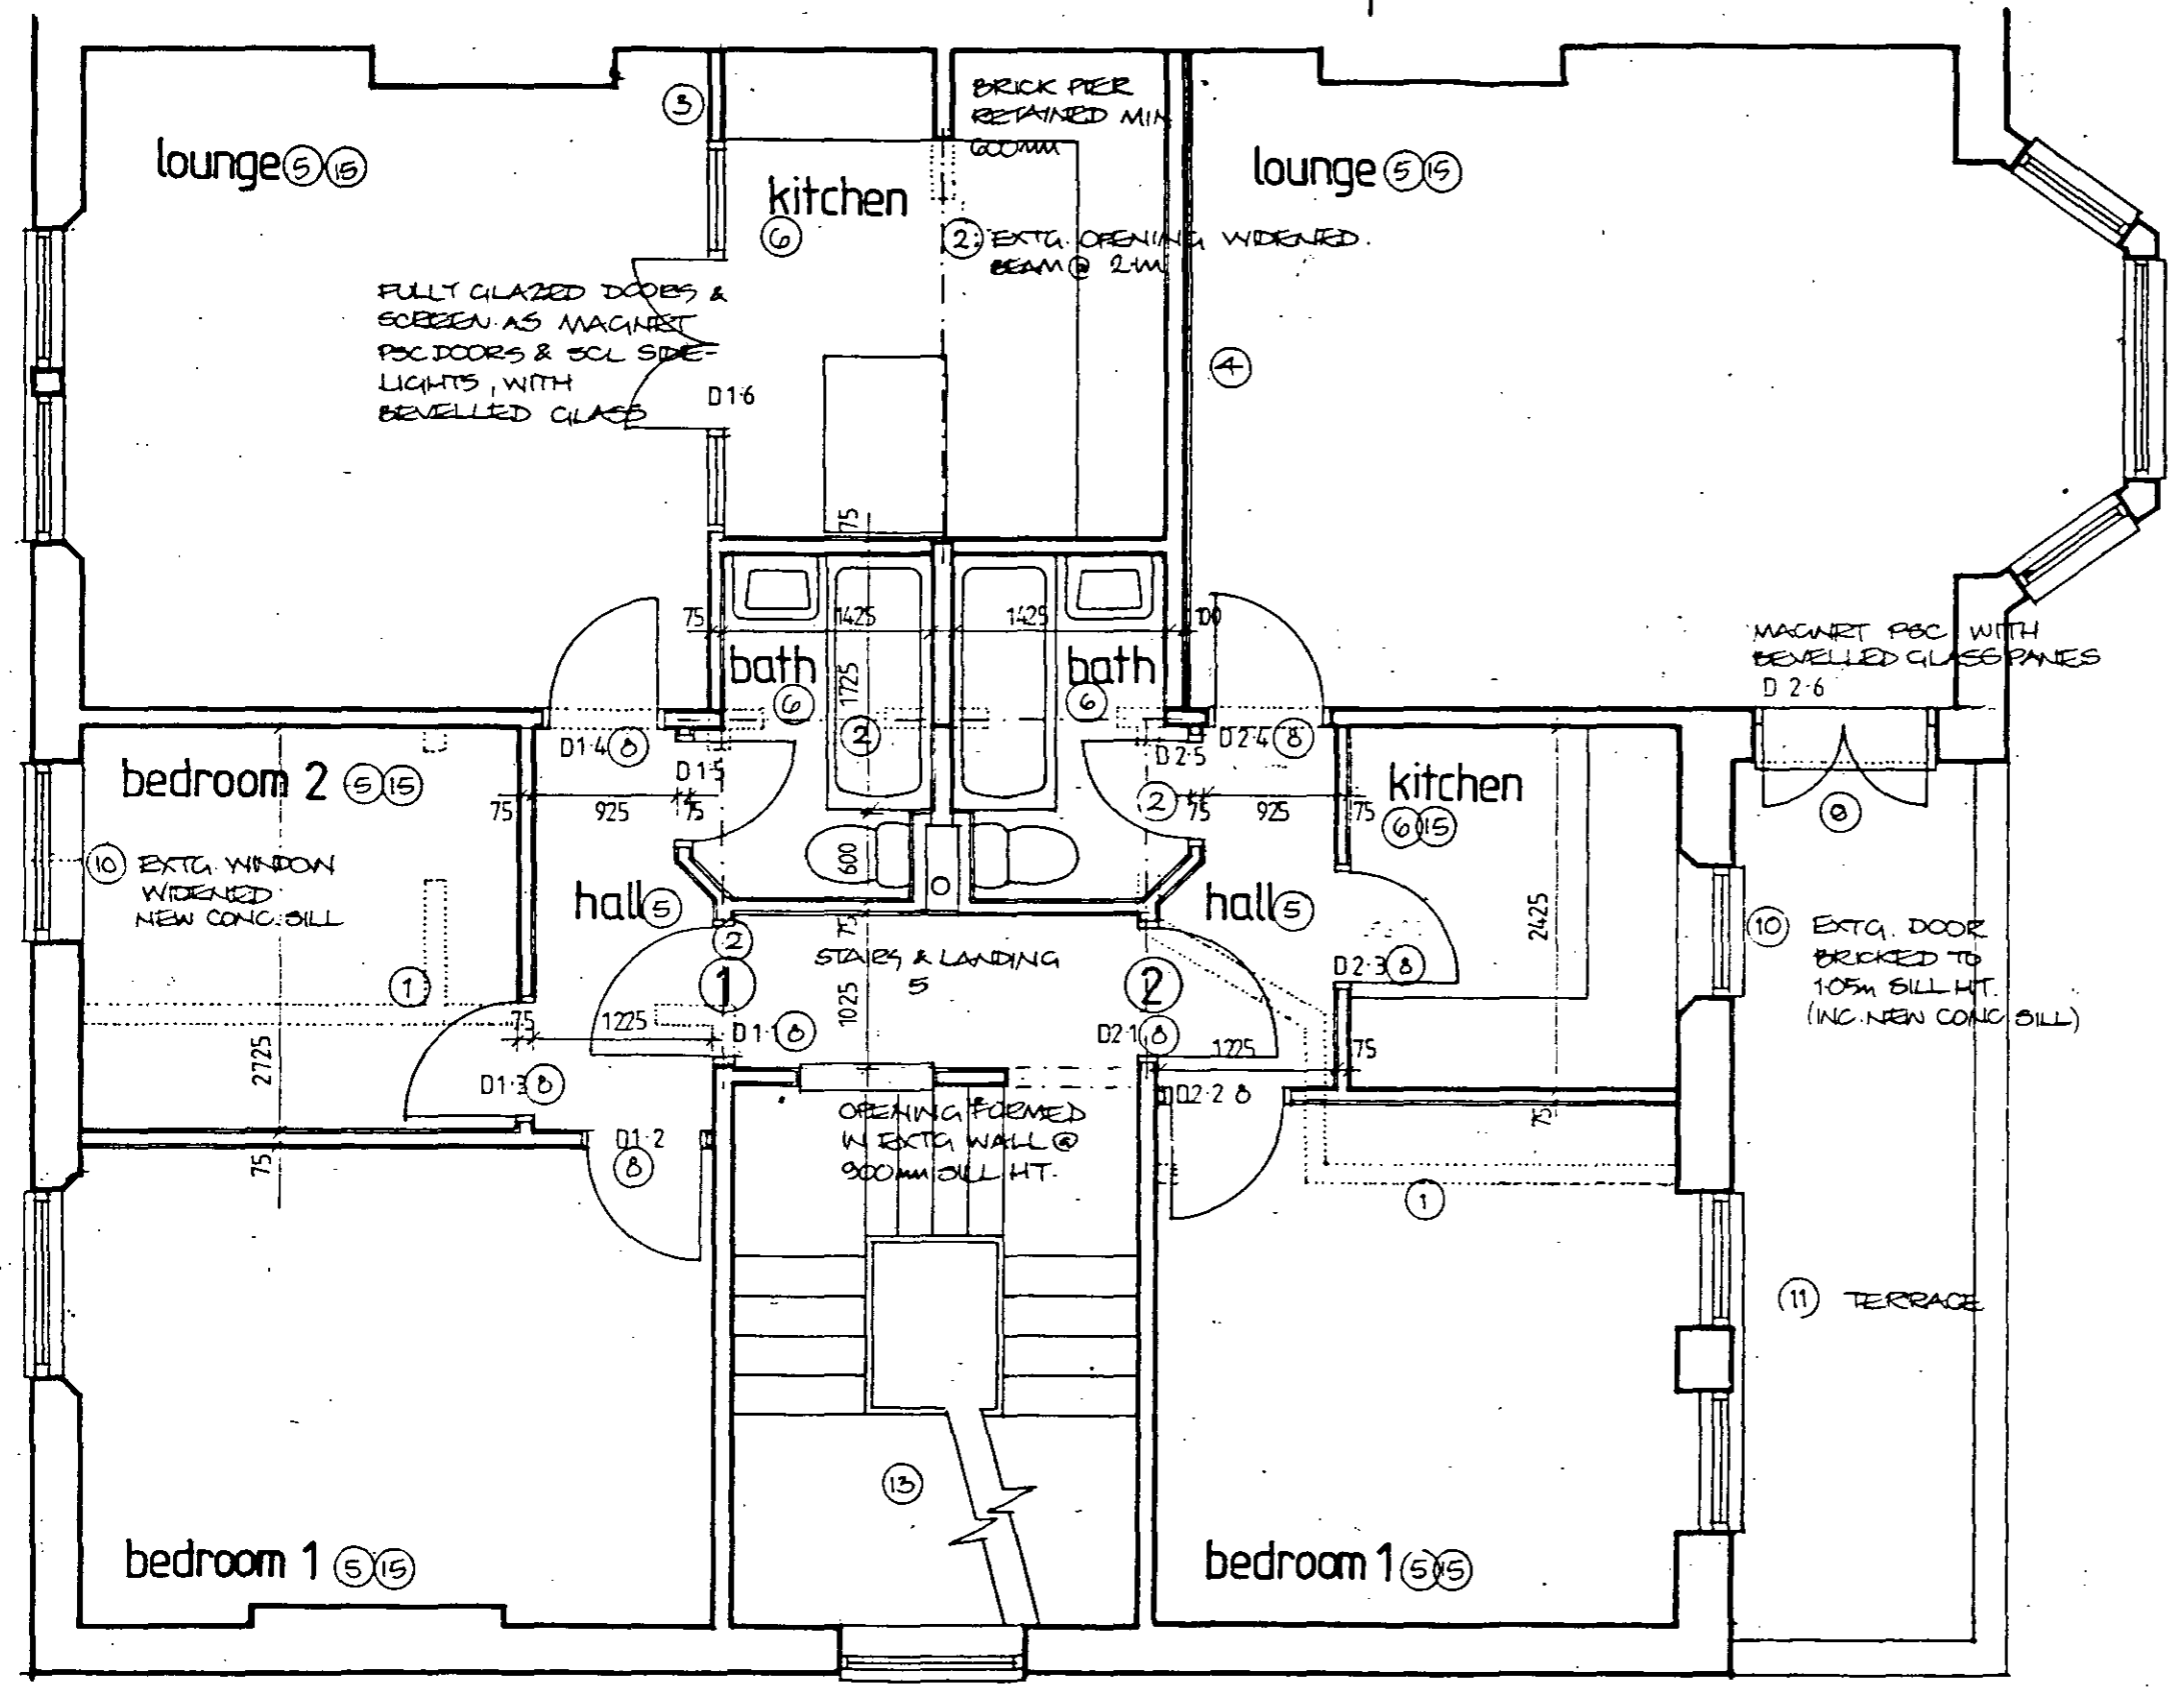 BRICK PIER
RETAINED MIN
600mm
3
lounge 5 15
kitchen
6
lounge 5 15
2: EXTG. OPENING WIDENED.
BEAM @ 2·1M
FULLY GLAZED DOORS &
SCREEN AS MAGNET
PSC DOORS & SCL SIDE-
LIGHTS, WITH
BEVELLED GLASS
D1·6
4
75
75
1425
1425
100
MAGNET PSC WITH
BEVELLED GLASS PANES
D 2·6
bath
6
1725
bath
6
2
D1·4 8
D1·5
D2·5
D2·4 8
bedroom 2 5 15
75
925
75
2
75
925
75
kitchen
6 15
9
10 EXTG. WINDOW
WIDENED
NEW CONC. SILL
600
hall 5
hall 5
2425
10 EXTG. DOOR
BRICKED TO
1·05m SILL HT.
(INC. NEW CONC SILL)
2
75
STAIRS & LANDING
5
1
1
2
D2·3 8
75
1225
D1·1 8
1025
D2·1 8
1225
75
2725
D1·3 8
D2·2 8
OPENING FORMED
IN EXTG WALL @
900mm SILL HT.
75
D1·2
8
75
1
11 TERRACE
13
bedroom 1 5 15
bedroom 1 5 15